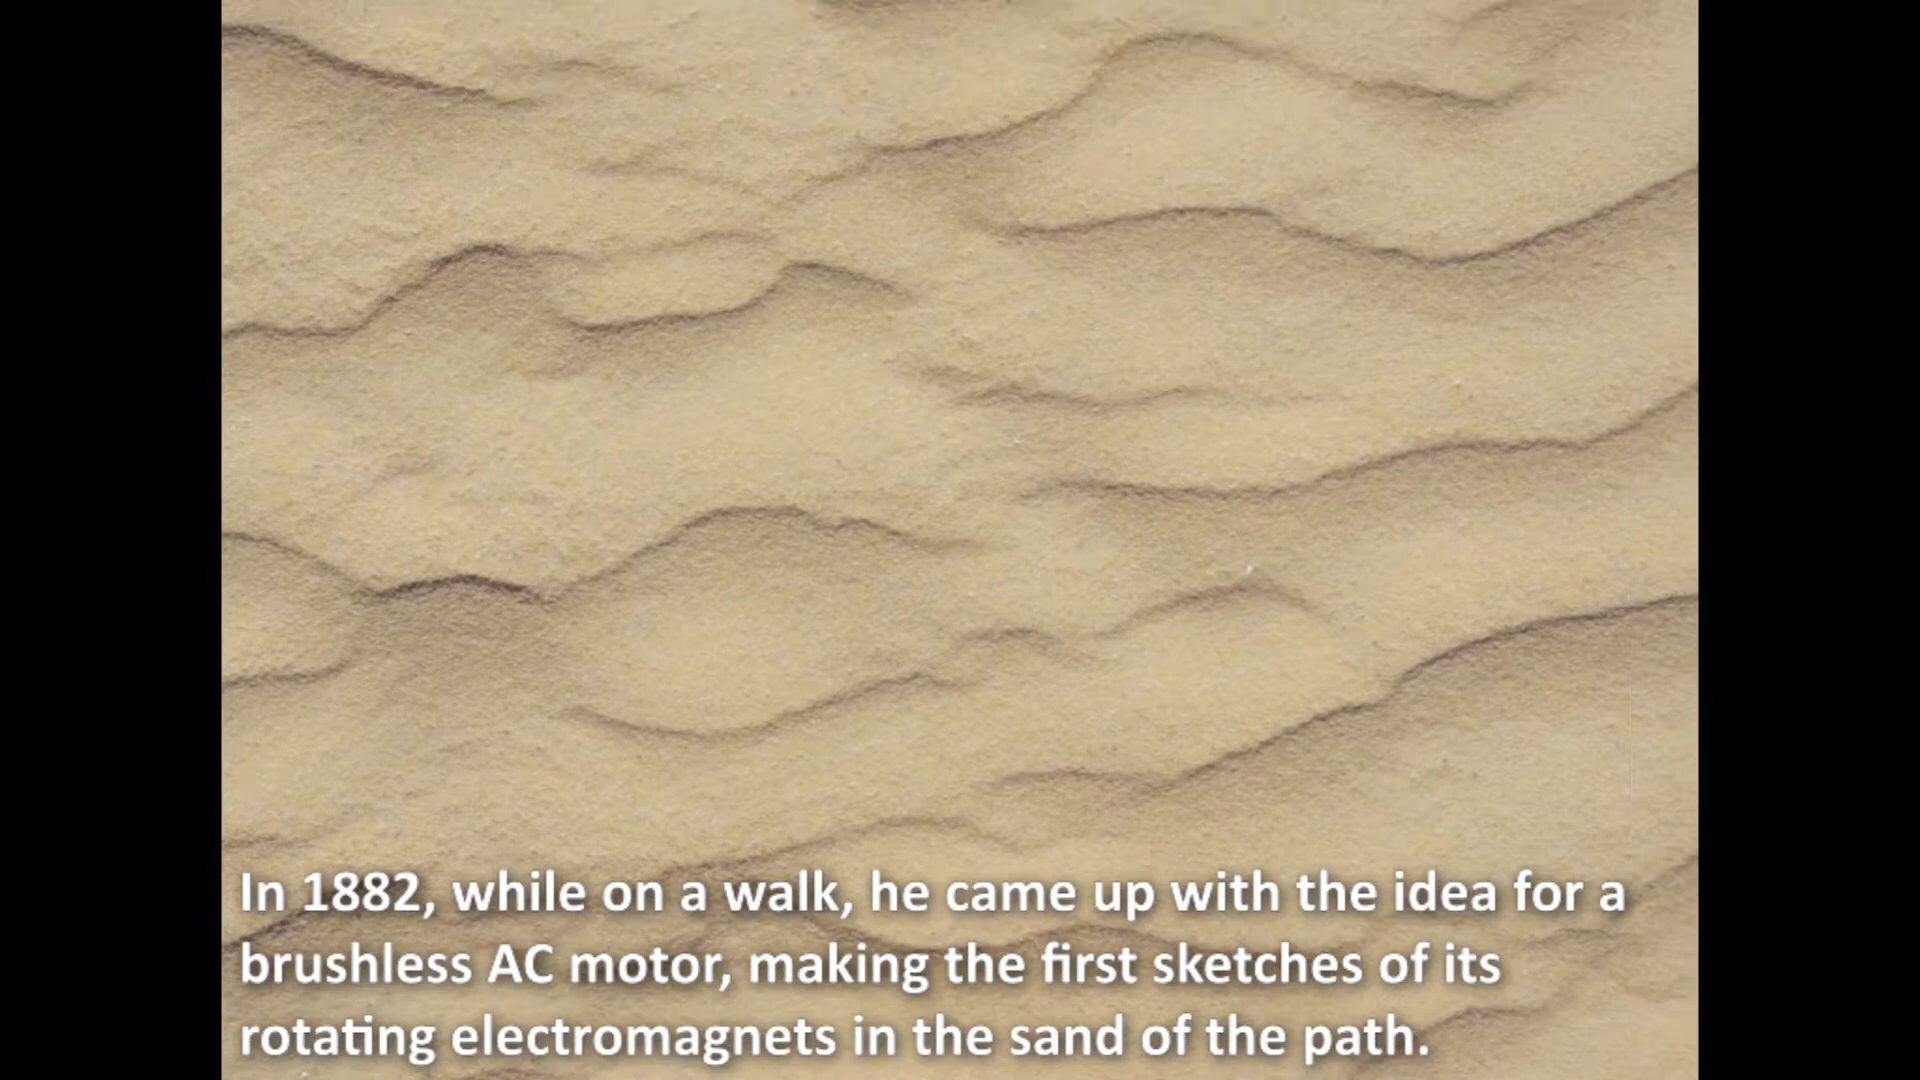 In 1882, while on a walk, he came up with the idea for a
brushless AC motor, making the first sketches of its
rotating electromagnets in the sand of the path.